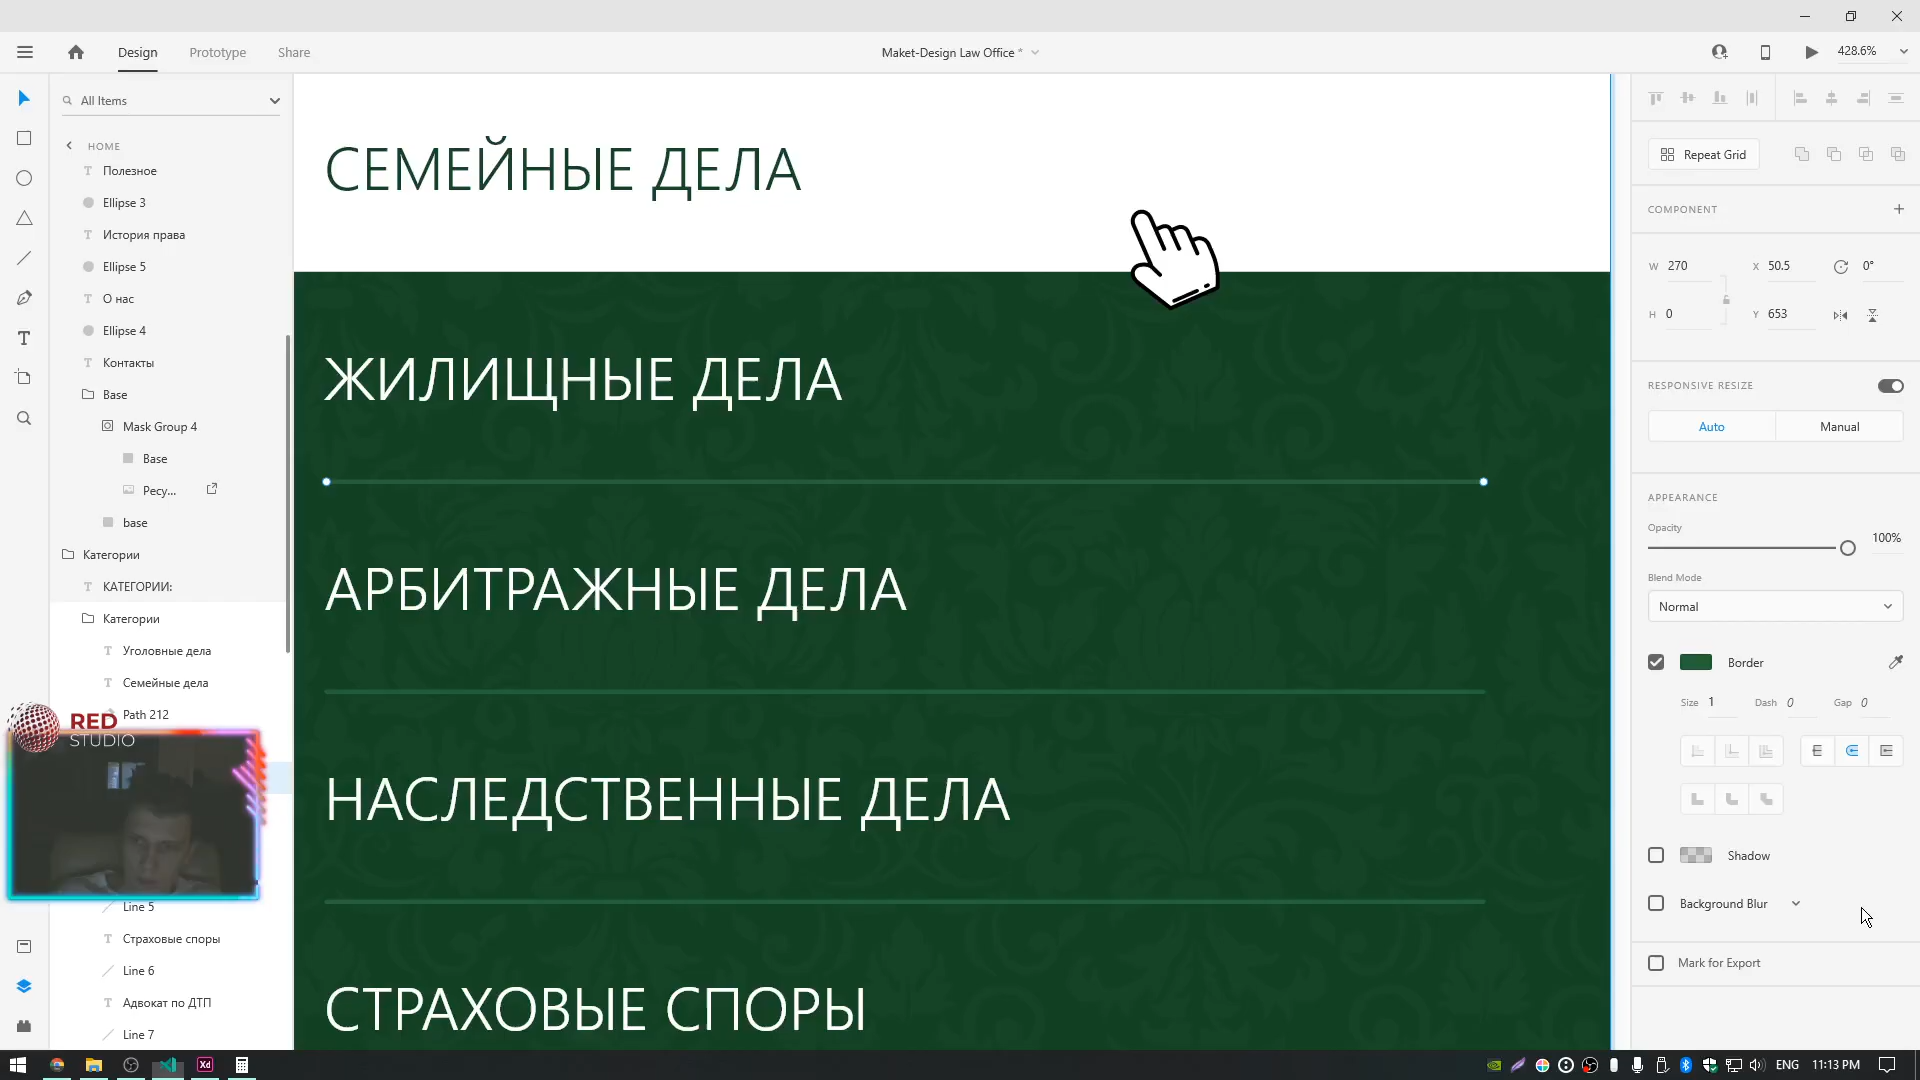 Design
Prototype
Share
Maket-Design Law Office *
428.6%
All Items
HOME
Полезное
Ellipse 3
История права
Ellipse 5
О нас
Ellipse 4
Контакты
Base
Mask Group 4
Base
Ресу...
base
Категории
КАТЕГОРИИ:
Категории
Уголовные дела
Семейные дела
Path 212
RED
STUDIO
Line 5
Страховые споры
Line 6
Адвокат по ДТП
Line 7
СЕМЕЙНЫЕ ДЕЛА
ЖИЛИЩНЫЕ ДЕЛА
АРБИТРАЖНЫЕ ДЕЛА
НАСЛЕДСТВЕННЫЕ ДЕЛА
СТРАХОВЫЕ СПОРЫ
Repeat Grid
COMPONENT
W 270 X 50.5 0°
H 0 Y 653
RESPONSIVE RESIZE
Auto Manual
APPEARANCE
Opacity
100%
Blend Mode
Normal
Border
Size 1 Dash 0 Gap 0
Shadow
Background Blur
Mark for Export
Xd
ENG 11:13 PM